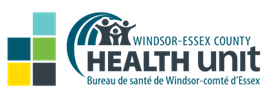 WINDSOR-ESSEX COUNTY
HEALTH unit
Bureau de santé de Windsor-comté d'Essex